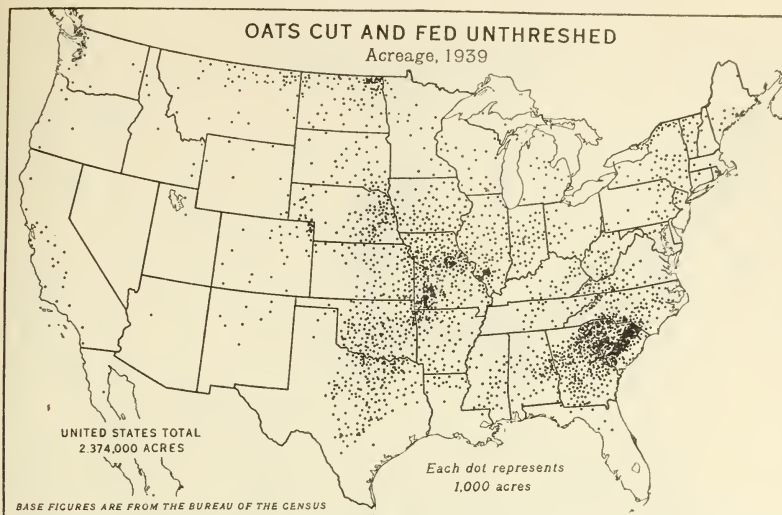 OATS CUT AND FED UNTHRESHED
Acreage, 1939
UNITED STATES TOTAL
2.374,000 ACRES
Each dot represents
1,000 acres
BASE FIGURES ARE FROM THE BUREAU OF THE CENSUS